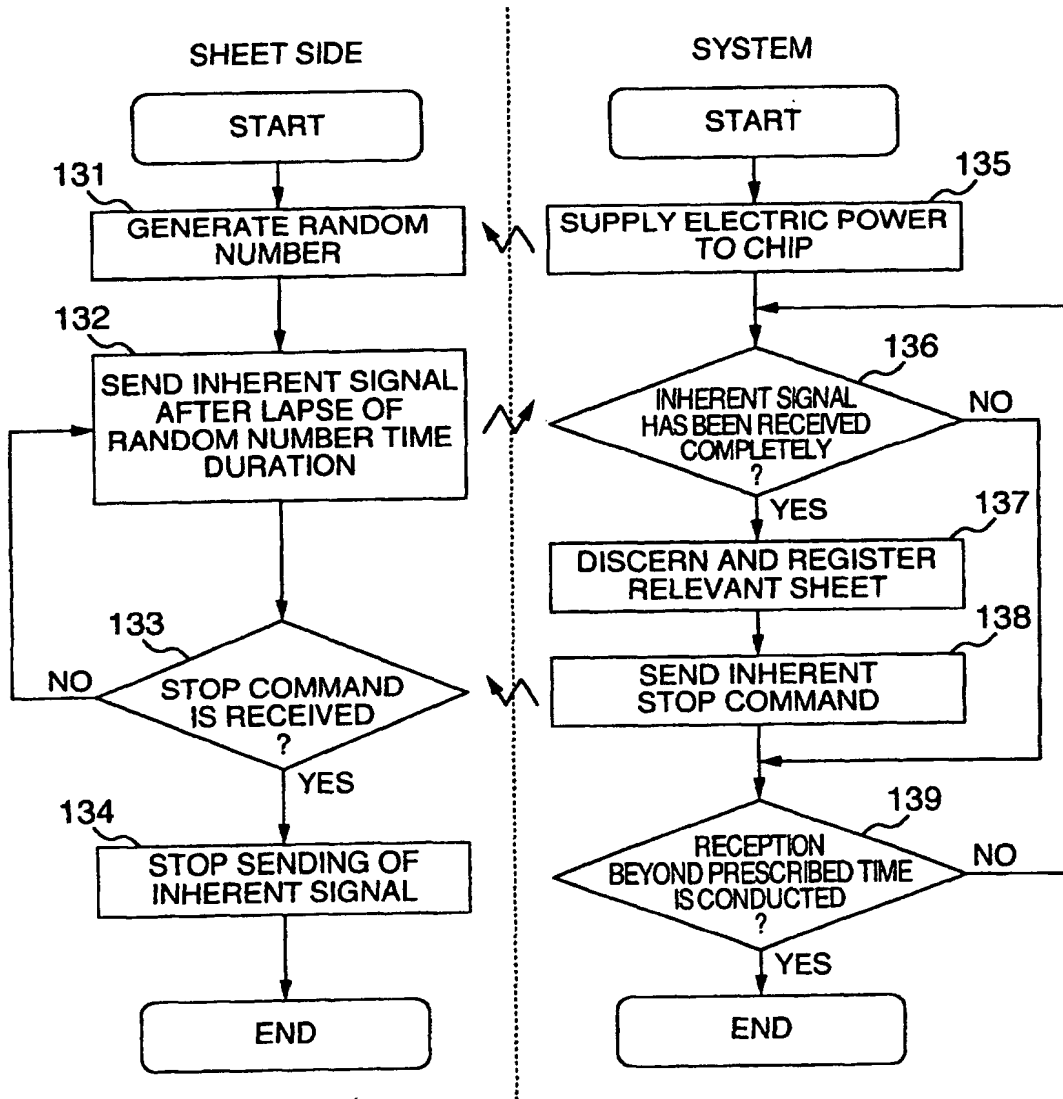 SHEET SIDE
START
131
GENERATE RANDOM
NUMBER
132
SEND INHERENT SIGNAL
AFTER LAPSE OF
RANDOM NUMBER TIME
DURATION
133
NO
STOP COMMAND
IS RECEIVED
?
YES
134
STOP SENDING OF
INHERENT SIGNAL
END
SYSTEM
START
135
SUPPLY ELECTRIC POWER
TO CHIP
136
INHERENT SIGNAL
HAS BEEN RECEIVED
COMPLETELY
?
NO
YES
137
DISCERN AND REGISTER
RELEVANT SHEET
138
SEND INHERENT
STOP COMMAND
139
RECEPTION
BEYOND PRESCRIBED TIME
IS CONDUCTED
?
NO
YES
END